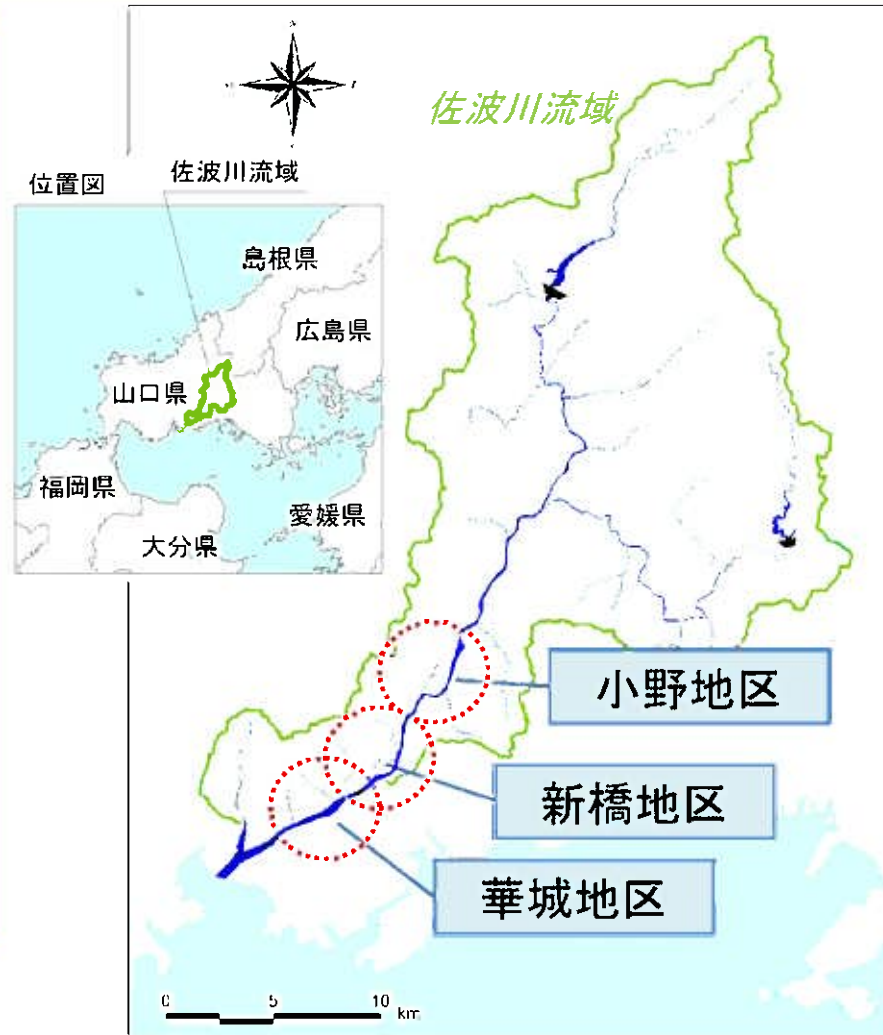 佐波川流域
位置図
佐波川流域
島根県
広島県
山口県
福岡県
愛媛県
大分県
小野地区
新橋地区
華城地区
0 5 10 km